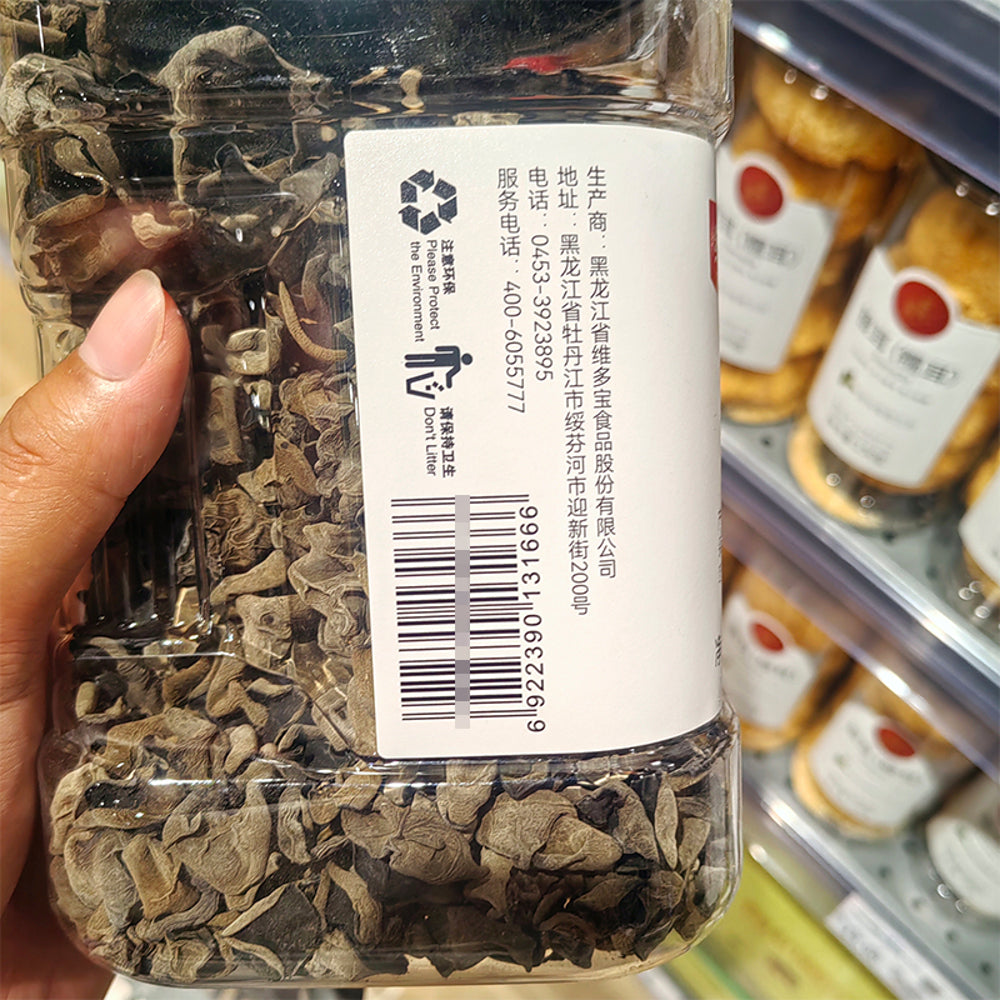 生产商：黑龙江省维多宝食品股份有限公司
地址：黑龙江省牡丹江市绥芬河市迎新街200号
电话：0453-3923895
服务电话：400-6055777
注意环保
Please Protect
the Environment
请保持卫生
Don't Litter
6922390131666